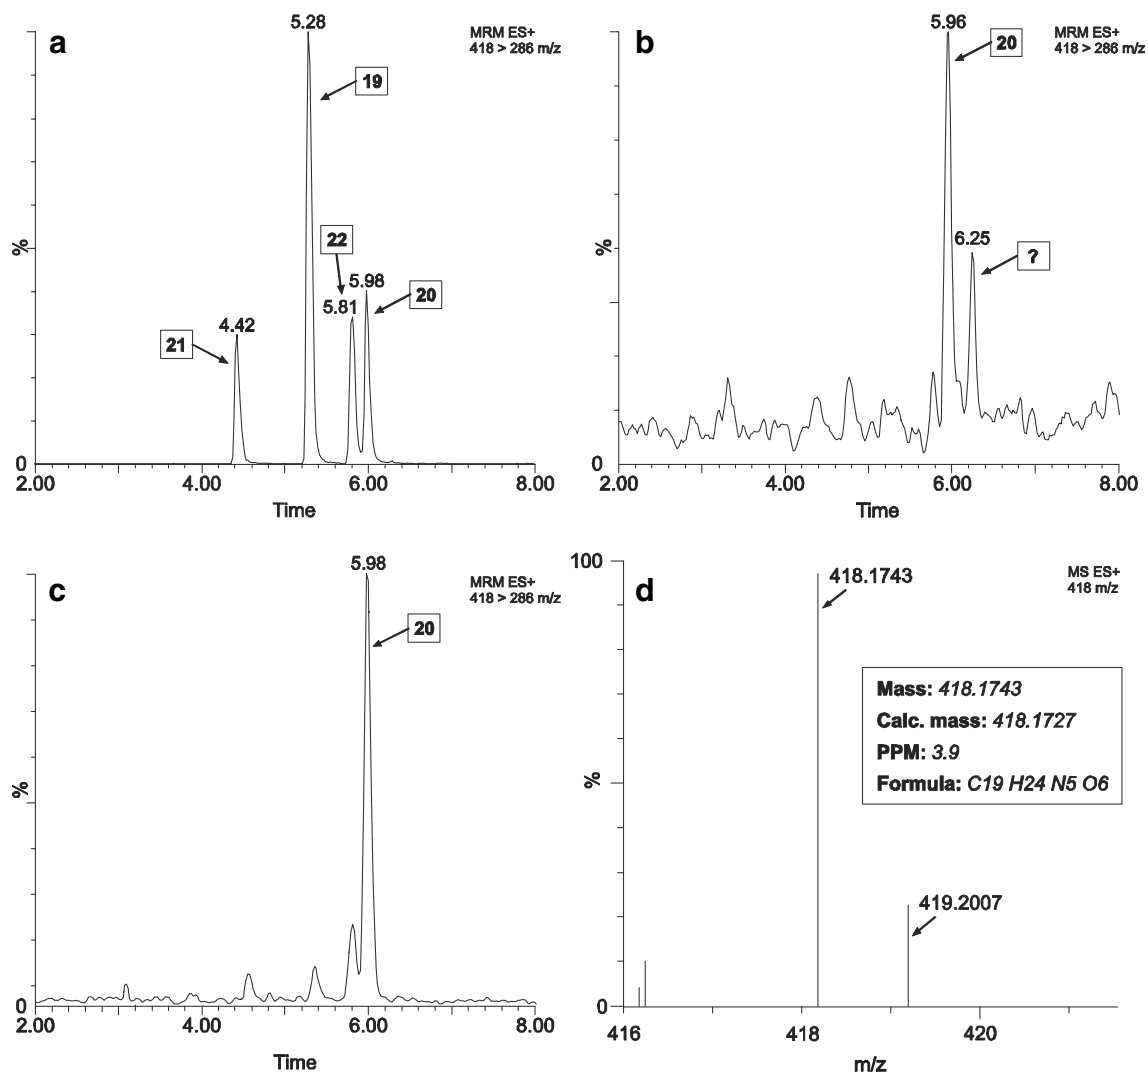 a
MRM ES+
418 > 286 m/z
5.28
19
22
5.98
5.81
20
4.42
21
%
0
2.00
4.00
6.00
8.00
Time
b
MRM ES+
418 > 286 m/z
5.96
20
6.25
?
%
0
2.00
4.00
6.00
8.00
Time
c
MRM ES+
418 > 286 m/z
5.98
20
%
0
2.00
4.00
6.00
8.00
Time
100
d
MS ES+
418 m/z
418.1743
Mass: 418.1743
Calc. mass: 418.1727
PPM: 3.9
Formula: C19 H24 N5 O6
419.2007
%
0
416
418
420
m/z